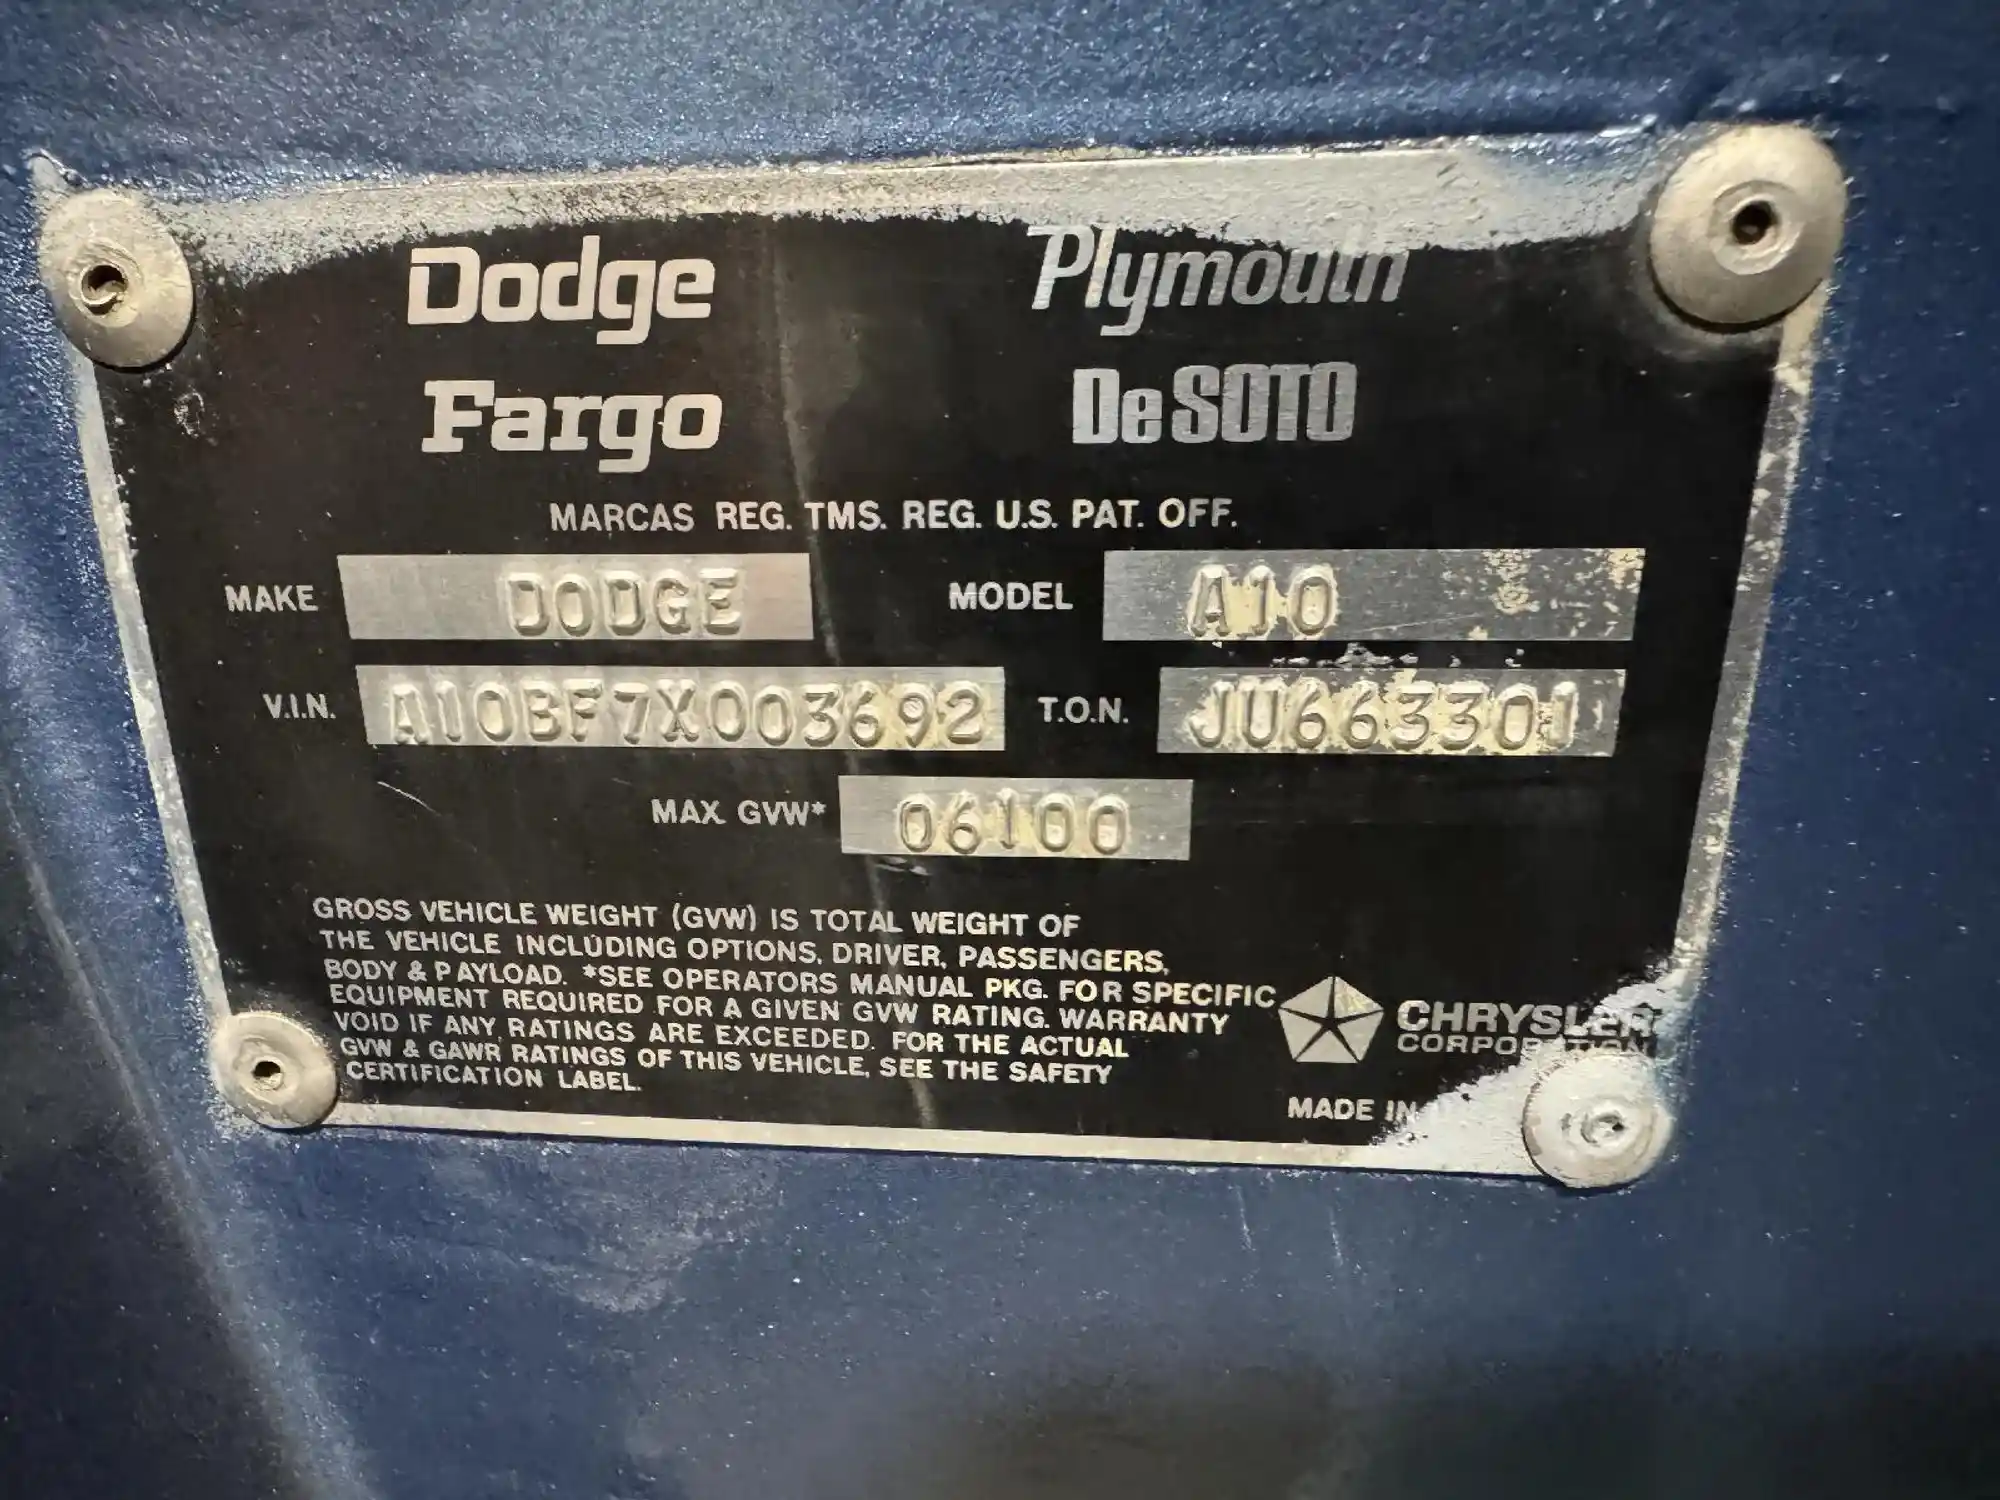 Dodge Plymouth
Fargo DeSOTO
MARCAS REG. TMS. REG. U.S. PAT. OFF.
MAKE DODGE MODEL A10
V.I.N. A10BF7X003692 T.O.N. JU663301
MAX. GVW* 06100
GROSS VEHICLE WEIGHT (GVW) IS TOTAL WEIGHT OF
THE VEHICLE INCLUDING OPTIONS, DRIVER, PASSENGERS,
BODY & PAYLOAD. *SEE OPERATORS MANUAL PKG. FOR SPECIFIC
EQUIPMENT REQUIRED FOR A GIVEN GVW RATING. WARRANTY
VOID IF ANY RATINGS ARE EXCEEDED. FOR THE ACTUAL
GVW & GAWR RATINGS OF THIS VEHICLE, SEE THE SAFETY
CERTIFICATION LABEL.
CHRYSLER
CORPORATION
MADE IN